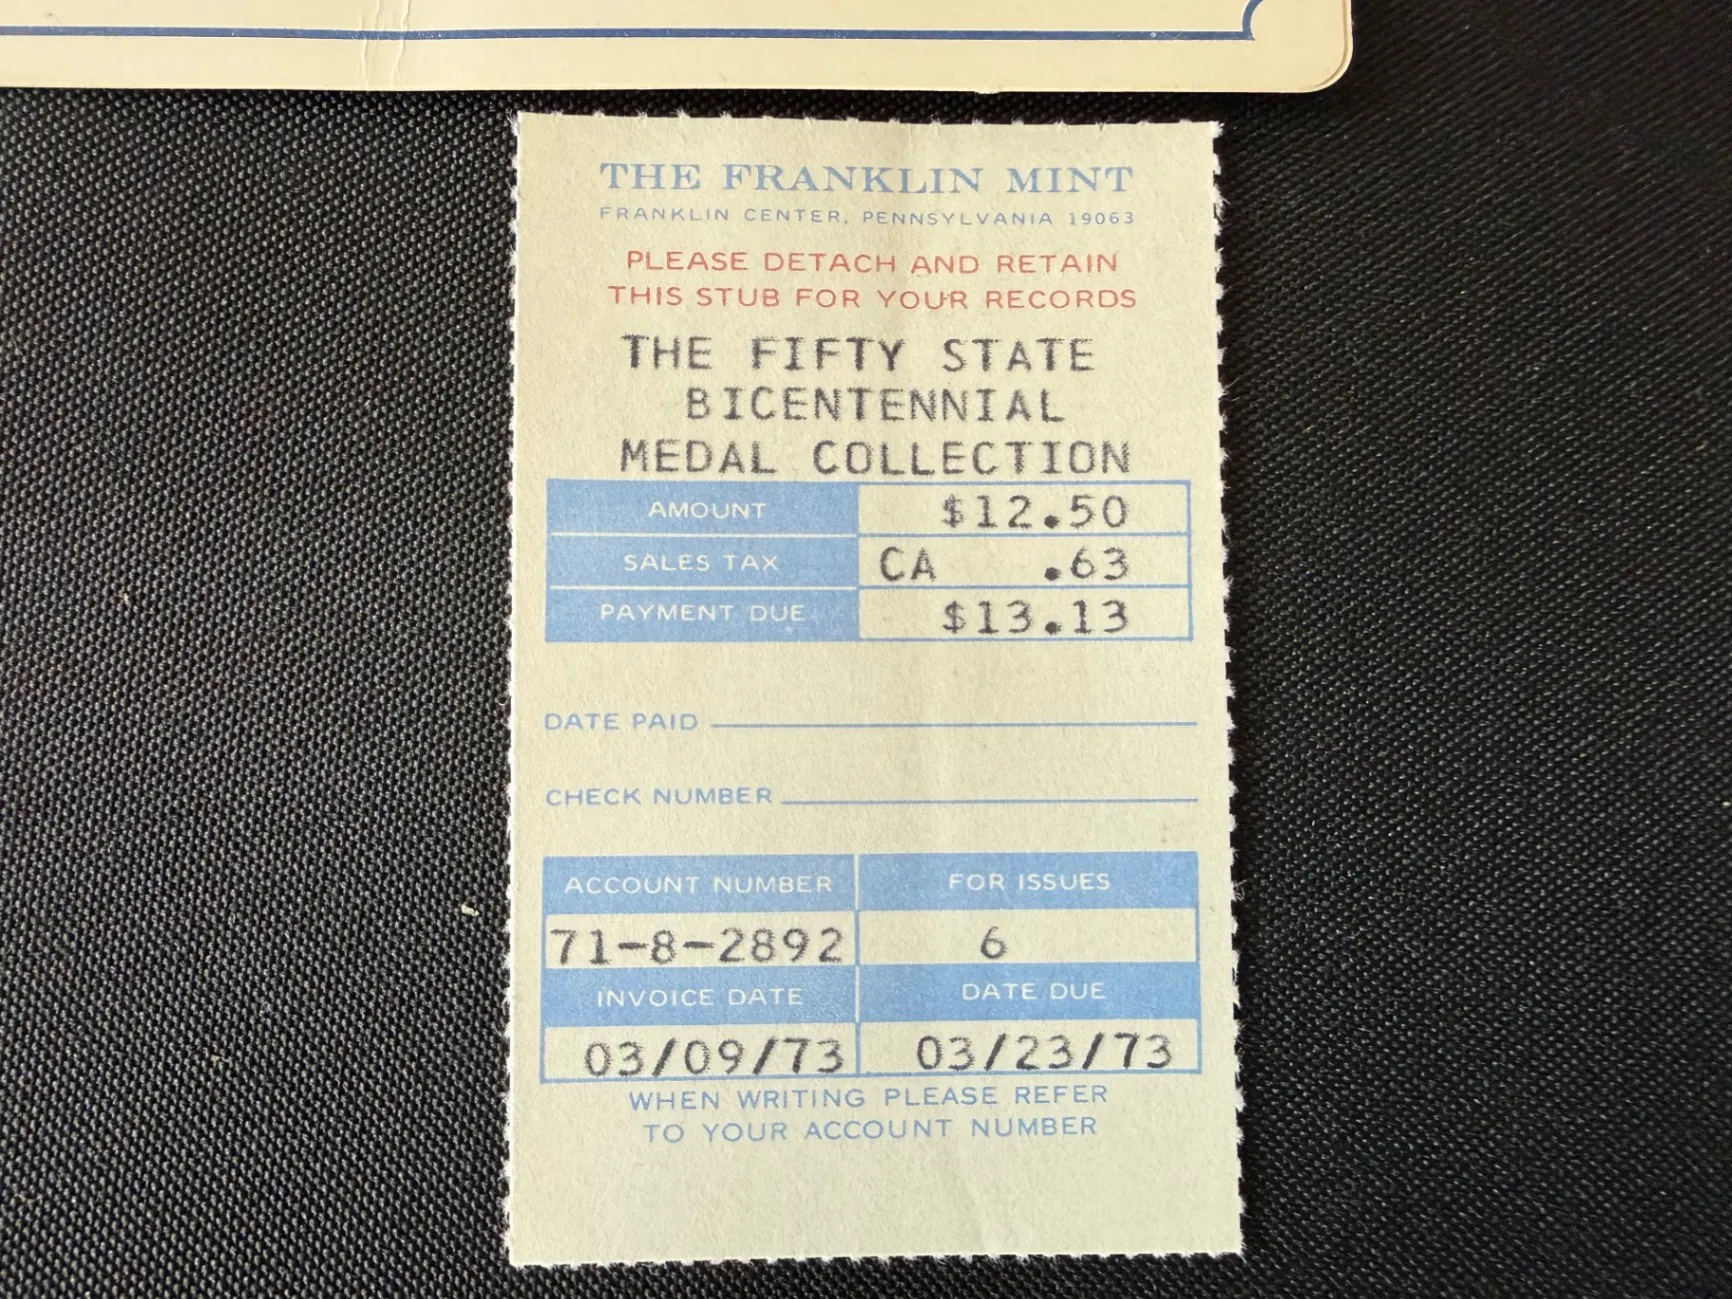 THE FRANKLIN MINT
FRANKLIN CENTER, PENNSYLVANIA 19063
PLEASE DETACH AND RETAIN
THIS STUB FOR YOUR RECORDS
THE FIFTY STATE
BICENTENNIAL
MEDAL COLLECTION
AMOUNT $12.50
SALES TAX CA .63
PAYMENT DUE $13.13
DATE PAID
CHECK NUMBER
ACCOUNT NUMBER FOR ISSUES
71-8-2892 6
INVOICE DATE DATE DUE
03/09/73 03/23/73
WHEN WRITING PLEASE REFER
TO YOUR ACCOUNT NUMBER